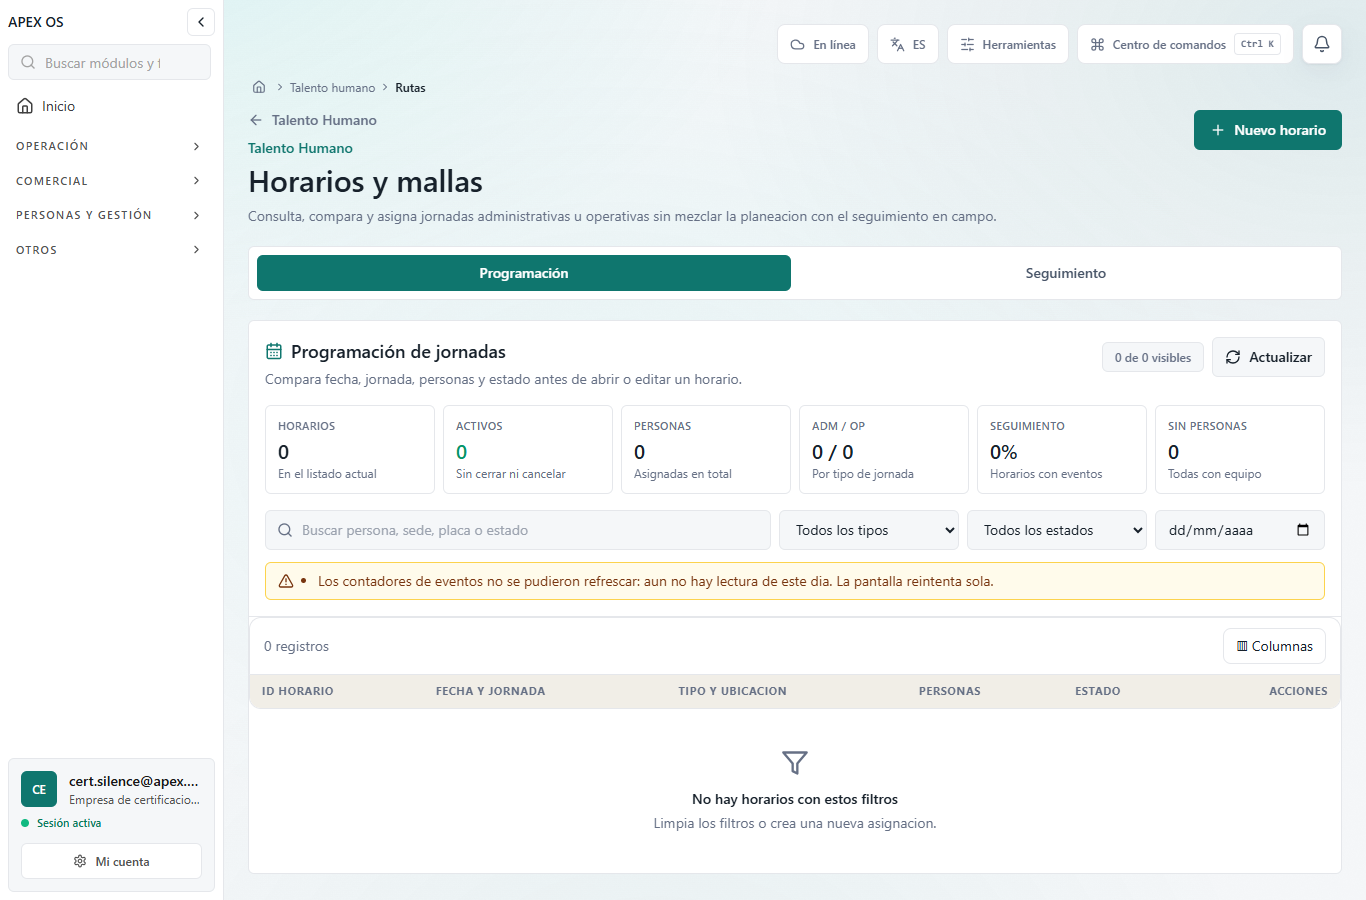 APEX OS
Buscar módulos y f
Inicio
OPERACIÓN
COMERCIAL
PERSONAS Y GESTIÓN
OTROS
CE
cert.silence@apex....
Empresa de certificacio...
Sesión activa
Mi cuenta
En línea
ES
Herramientas
Centro de comandos Ctrl K
Talento humano > Rutas
Talento Humano
Nuevo horario
Talento Humano
Horarios y mallas
Consulta, compara y asigna jornadas administrativas u operativas sin mezclar la planeacion con el seguimiento en campo.
Programación
Seguimiento
Programación de jornadas
0 de 0 visibles
Actualizar
Compara fecha, jornada, personas y estado antes de abrir o editar un horario.
HORARIOS
0
En el listado actual
ACTIVOS
0
Sin cerrar ni cancelar
PERSONAS
0
Asignadas en total
ADM / OP
0 / 0
Por tipo de jornada
SEGUIMIENTO
0%
Horarios con eventos
SIN PERSONAS
0
Todas con equipo
Buscar persona, sede, placa o estado
Todos los tipos
Todos los estados
dd/mm/aaaa
• Los contadores de eventos no se pudieron refrescar: aun no hay lectura de este dia. La pantalla reintenta sola.
0 registros
Columnas
ID HORARIO
FECHA Y JORNADA
TIPO Y UBICACION
PERSONAS
ESTADO
ACCIONES
No hay horarios con estos filtros
Limpia los filtros o crea una nueva asignacion.